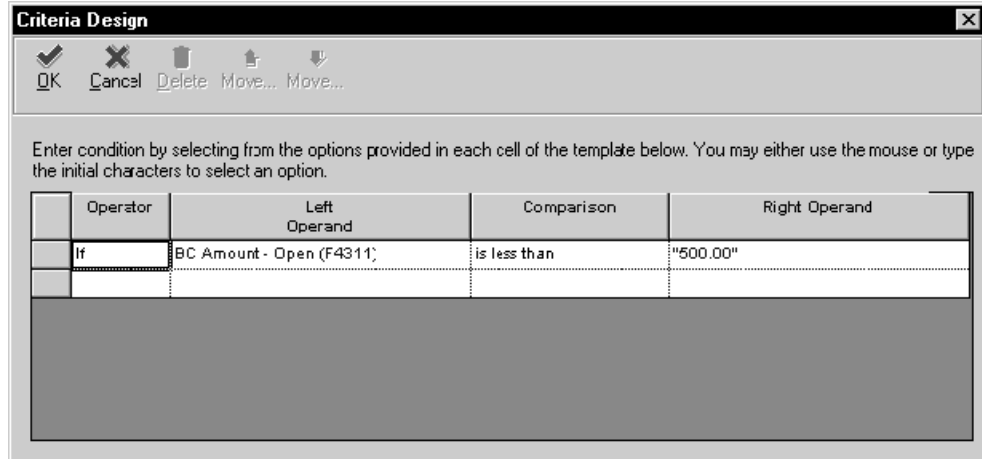 Criteria Design
OK Cancel Delete Move... Move...
Enter condition by selecting from the options provided in each cell of the template below. You may either use the mouse or type
the initial characters to select an option.
Operator Left Operand Comparison Right Operand
If BC Amount - Open (F4311) is less than "500.00"